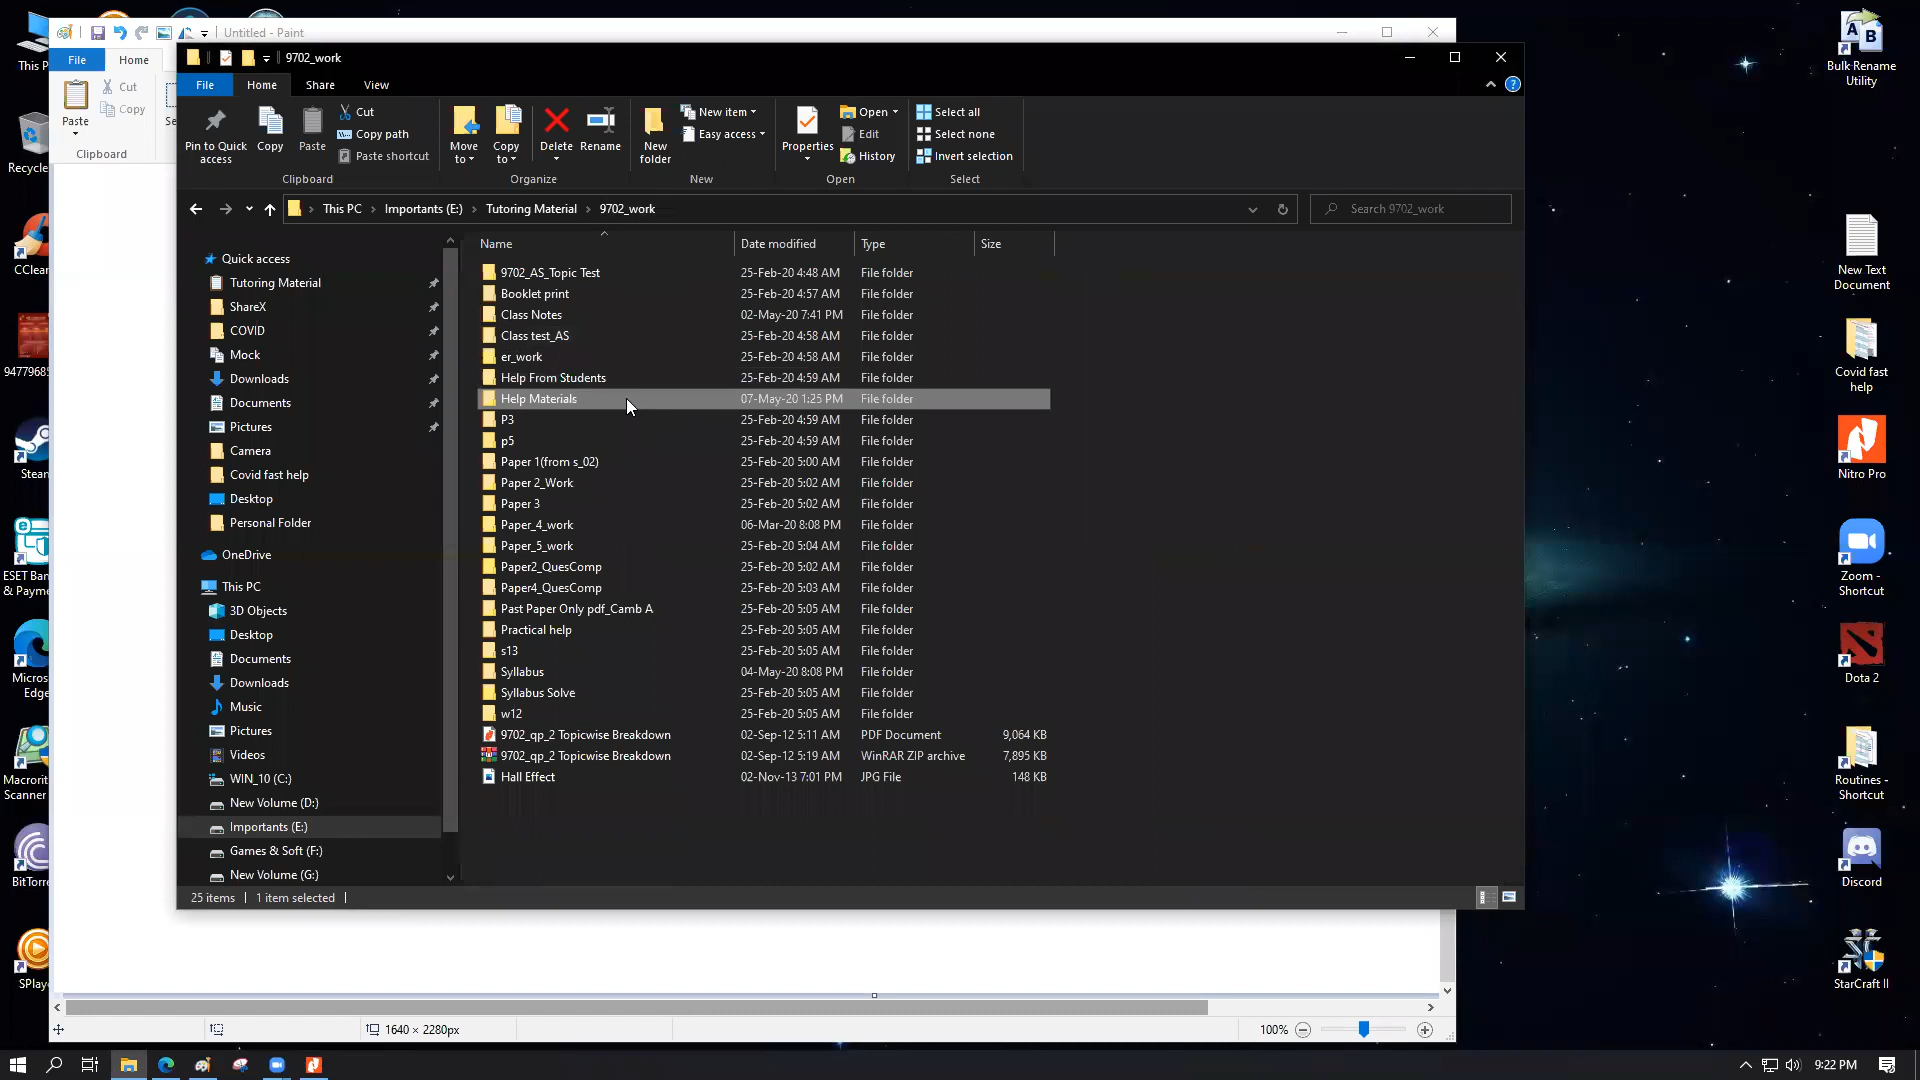 Untitled - Paint
File
Home
Paste
Cut
Copy
Clipboard
9702_work
File
Home
Share
View
Pin to Quick access
Copy
Paste
Cut
Copy path
Paste shortcut
Clipboard
Move to
Copy to
Delete
Rename
Organize
New folder
New item
Easy access
New
Properties
Open
Edit
History
Open
Select all
Select none
Invert selection
Select
This PC > Importants (E:) > Tutoring Material > 9702_work
Search 9702_work
Quick access
Tutoring Material
ShareX
COVID
Mock
Downloads
Documents
Pictures
Camera
Covid fast help
Desktop
Personal Folder
OneDrive
This PC
3D Objects
Desktop
Documents
Downloads
Music
Pictures
Videos
WIN_10 (C:)
New Volume (D:)
Importants (E:)
Games & Soft (F:)
New Volume (G:)
Name Date modified Type Size
9702_AS_Topic Test 25-Feb-20 4:48 AM File folder
Booklet print 25-Feb-20 4:57 AM File folder
Class Notes 02-May-20 7:41 PM File folder
Class test_AS 25-Feb-20 4:58 AM File folder
er_work 25-Feb-20 4:58 AM File folder
Help From Students 25-Feb-20 4:59 AM File folder
Help Materials 07-May-20 1:25 PM File folder
P3 25-Feb-20 4:59 AM File folder
p5 25-Feb-20 4:59 AM File folder
Paper 1(from s_02) 25-Feb-20 5:00 AM File folder
Paper 2_Work 25-Feb-20 5:02 AM File folder
Paper 3 25-Feb-20 5:02 AM File folder
Paper_4_work 06-Mar-20 8:08 PM File folder
Paper_5_work 25-Feb-20 5:04 AM File folder
Paper2_QuesComp 25-Feb-20 5:02 AM File folder
Paper4_QuesComp 25-Feb-20 5:03 AM File folder
Past Paper Only pdf_Camb A 25-Feb-20 5:05 AM File folder
Practical help 25-Feb-20 5:05 AM File folder
s13 25-Feb-20 5:05 AM File folder
Syllabus 04-May-20 8:08 PM File folder
Syllabus Solve 25-Feb-20 5:05 AM File folder
w12 25-Feb-20 5:05 AM File folder
9702_qp_2 Topicwise Breakdown 02-Sep-12 5:11 AM PDF Document 9,064 KB
9702_qp_2 Topicwise Breakdown 02-Sep-12 5:19 AM WinRAR ZIP archive 7,895 KB
Hall Effect 02-Nov-13 7:01 PM JPG File 148 KB
25 items
1 item selected
1640 × 2280px
100%
This P
Recycle
CClean
94779685
Steam
ESET Ban
& Payme
Micros
Edge
Macrorit
Scanner
BitTorre
SPlaye
Bulk Rename
Utility
New Text
Document
Covid fast
help
Nitro Pro
Zoom -
Shortcut
Dota 2
Routines -
Shortcut
Discord
StarCraft II
9:22 PM